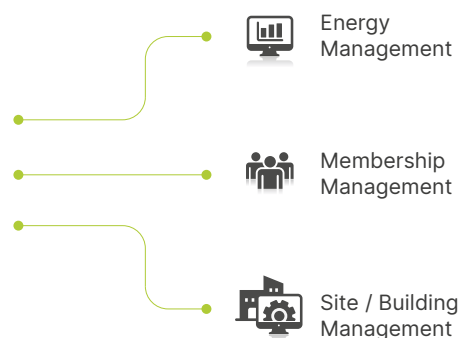 Energy
Management
Membership
Management
Site / Building
Management